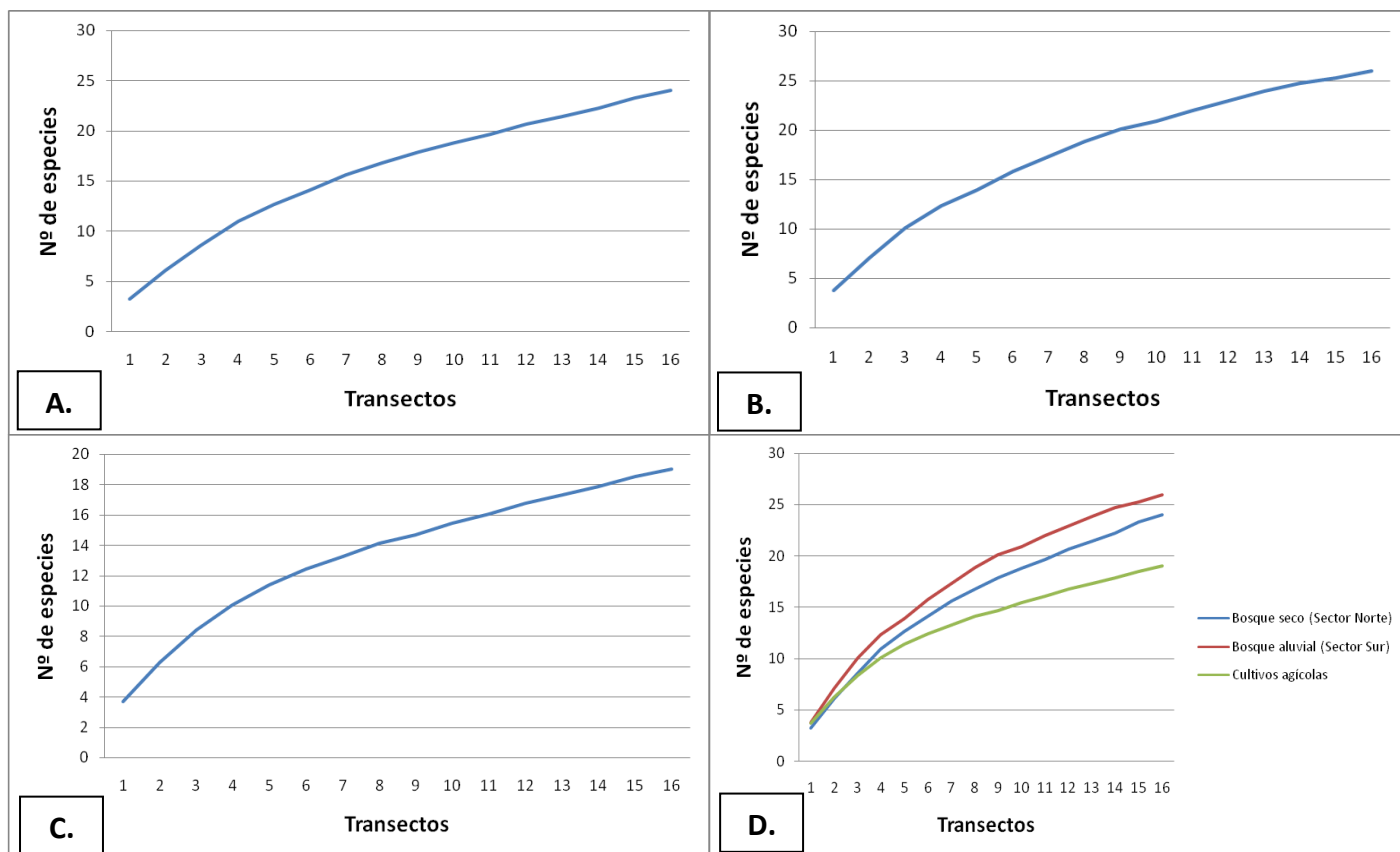 30
25
20
15
10
5
0
Nº de especies
1 2 3 4 5 6 7 8 9 10 11 12 13 14 15 16
Transectos
A.
30
25
20
15
10
5
0
Nº de especies
1 2 3 4 5 6 7 8 9 10 11 12 13 14 15 16
Transectos
B.
20
18
16
14
12
10
8
6
4
2
0
Nº de especies
1 2 3 4 5 6 7 8 9 10 11 12 13 14 15 16
Transectos
C.
30
25
20
15
10
5
0
Nº de especies
1 2 3 4 5 6 7 8 9 10 11 12 13 14 15 16
Transectos
Bosque seco (Sector Norte)
Bosque aluvial (Sector Sur)
Cultivos agícolas
D.